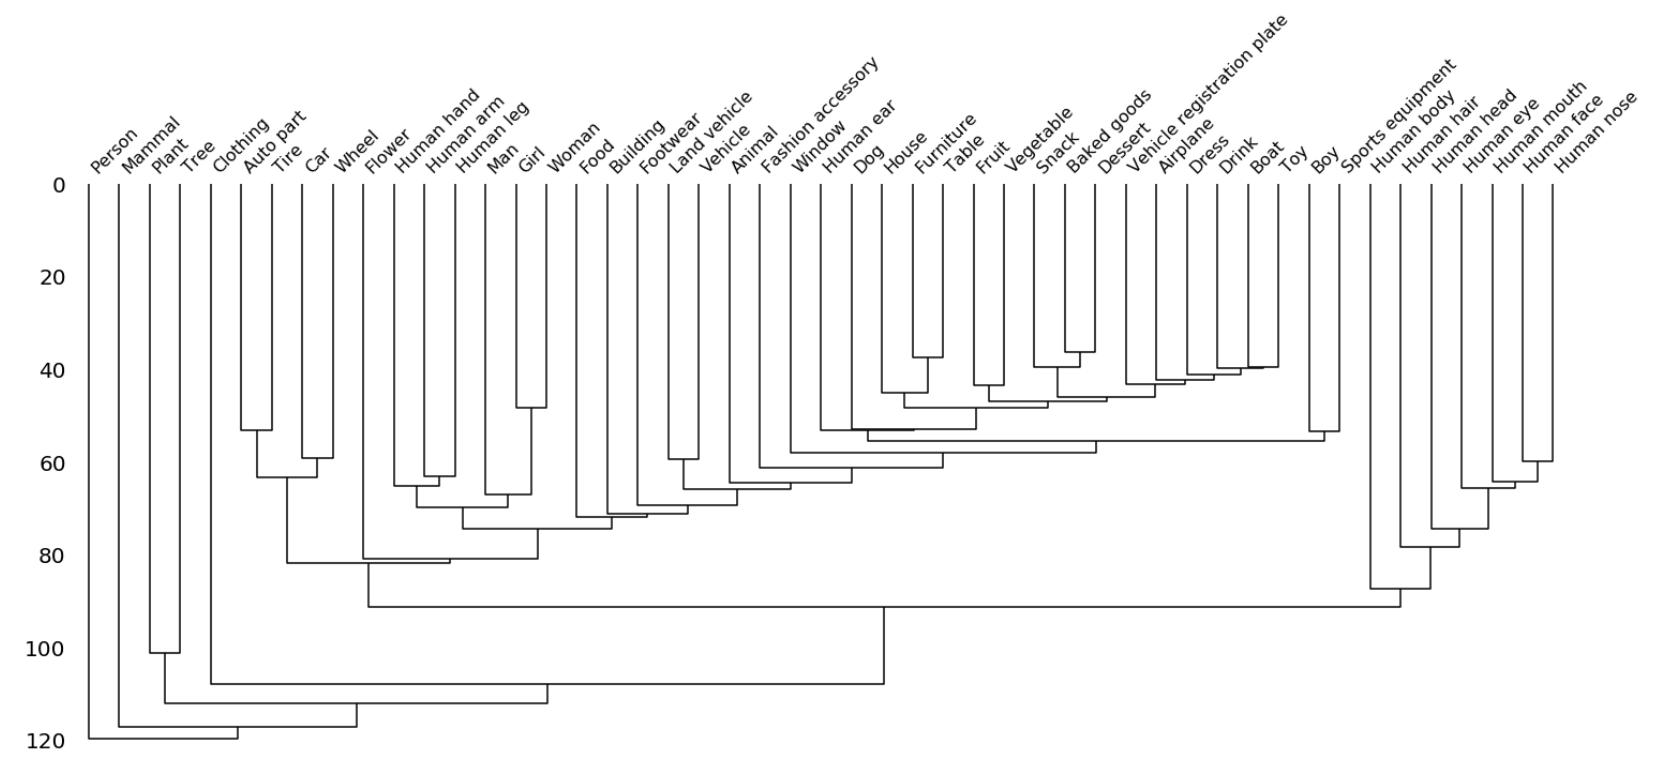 Person
Mammal
Plant
Tree
Clothing
Auto part
Tire
Car
Wheel
Flower
Human hand
Human arm
Human leg
Man
Girl
Woman
Food
Building
Footwear
Land vehicle
Vehicle
Animal
Fashion accessory
Window
Human ear
Dog
House
Furniture
Table
Fruit
Vegetable
Snack
Baked goods
Dessert
Vehicle registration plate
Airplane
Dress
Drink
Boat
Toy
Boy
Sports equipment
Human body
Human hair
Human head
Human eye
Human mouth
Human face
Human nose
0
20
40
60
80
100
120